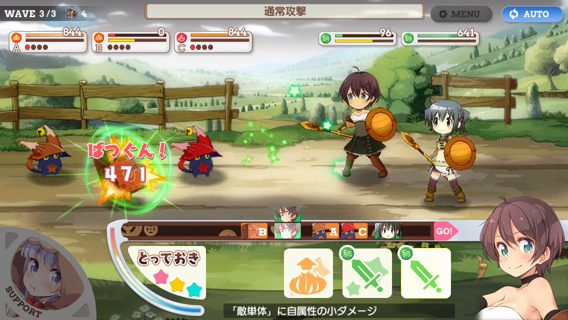 WAVE 3/3 4
通常攻撃
MENU
AUTO
A 844
B 0
C 844
96
641
ばつぐん!
471
B A C GO!
とっておき
SUPPORT
「敵単体」に自属性の小ダメージ